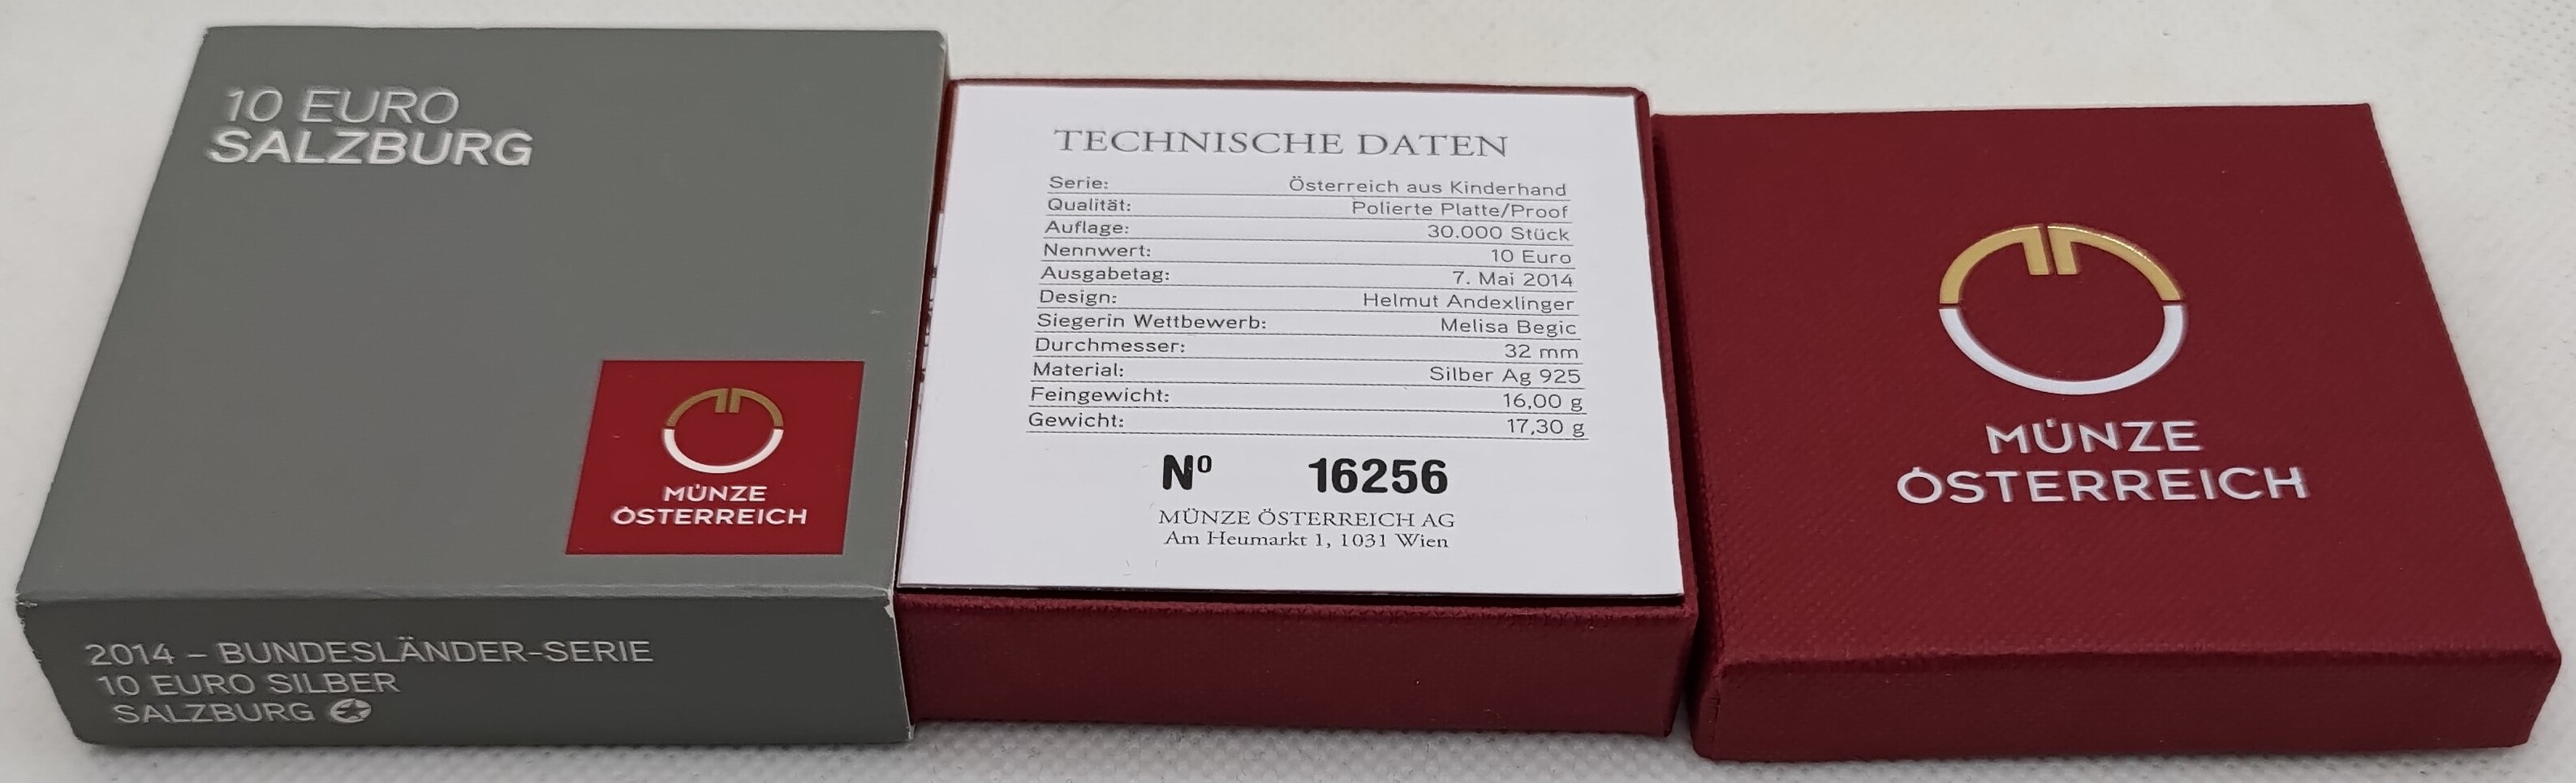 10 EURO
SALZBURG
MÜNZE
ÖSTERREICH
2014 – BUNDESLÄNDER-SERIE
10 EURO SILBER
SALZBURG
TECHNISCHE DATEN
Serie: Österreich aus Kinderhand
Qualität: Polierte Platte/Proof
Auflage: 30.000 Stück
Nennwert: 10 Euro
Ausgabetag: 7. Mai 2014
Design: Helmut Andexlinger
Siegerin Wettbewerb: Melisa Begic
Durchmesser: 32 mm
Material: Silber Ag 925
Feingewicht: 16,00 g
Gewicht: 17,30 g
Nº 16256
MÜNZE ÖSTERREICH AG
Am Heumarkt 1, 1031 Wien
MÜNZE
ÖSTERREICH